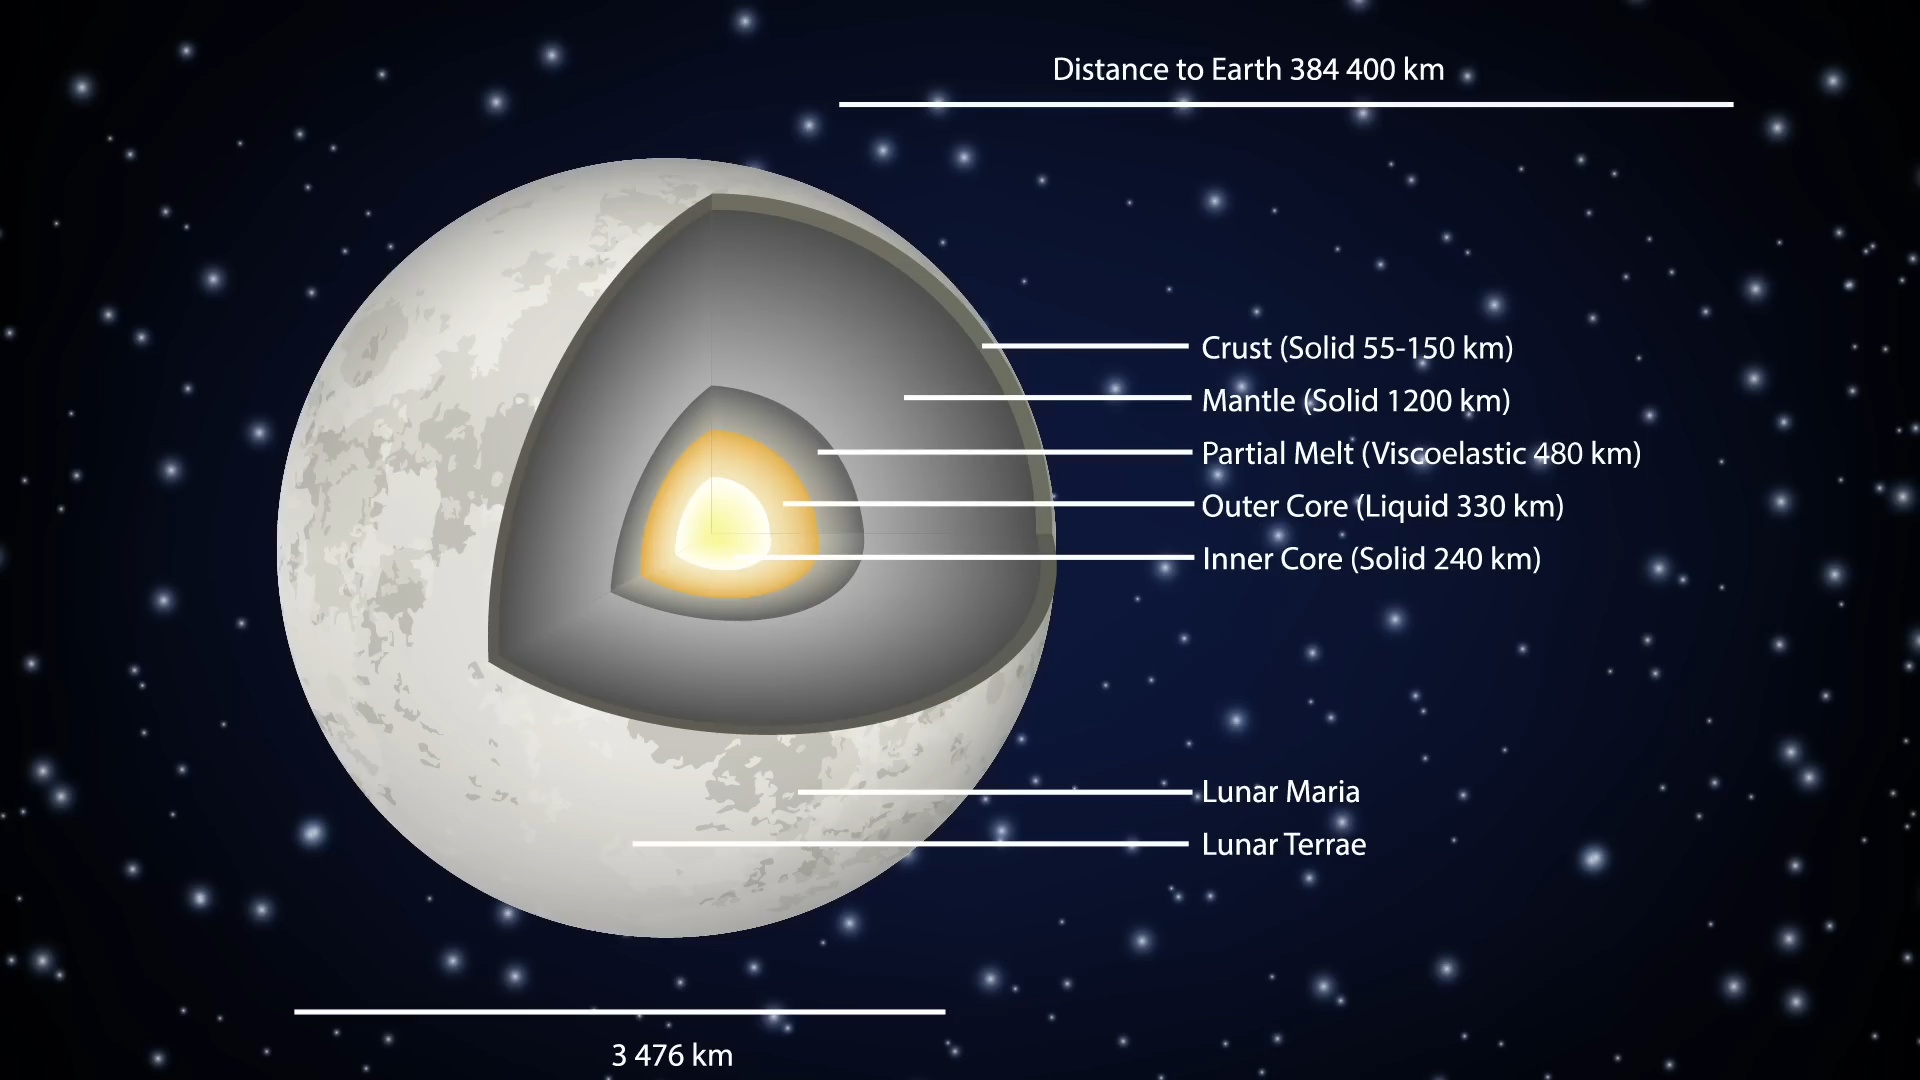 Distance to Earth 384 400 km
Crust (Solid 55-150 km)
Mantle (Solid 1200 km)
Partial Melt (Viscoelastic 480 km)
Outer Core (Liquid 330 km)
Inner Core (Solid 240 km)
Lunar Maria
Lunar Terrae
3 476 km